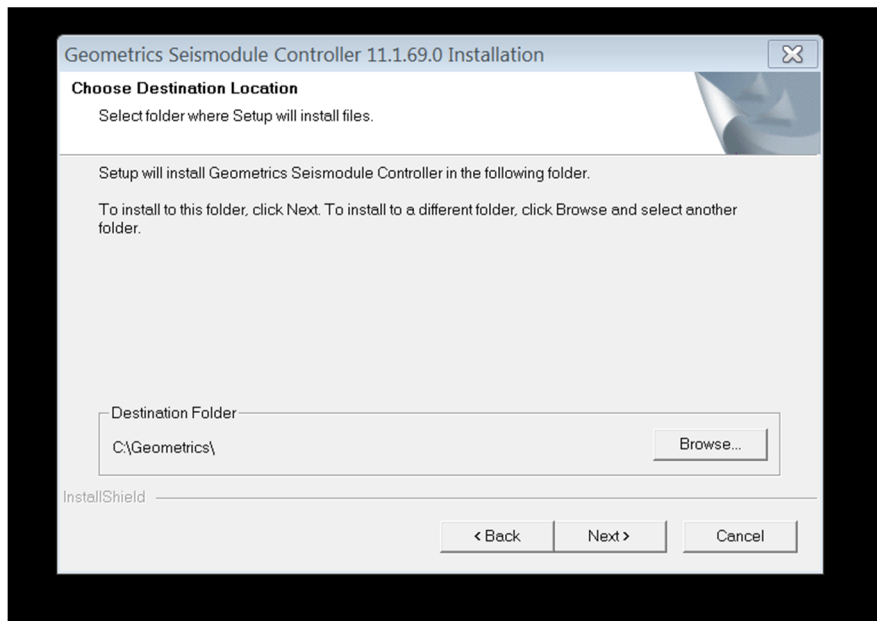 Geometrics Seismodule Controller 11.1.69.0 Installation
Choose Destination Location
Select folder where Setup will install files.
Setup will install Geometrics Seismodule Controller in the following folder.
To install to this folder, click Next. To install to a different folder, click Browse and select another
folder.
Destination Folder
C:\Geometrics\
Browse...
InstallShield
< Back
Next >
Cancel